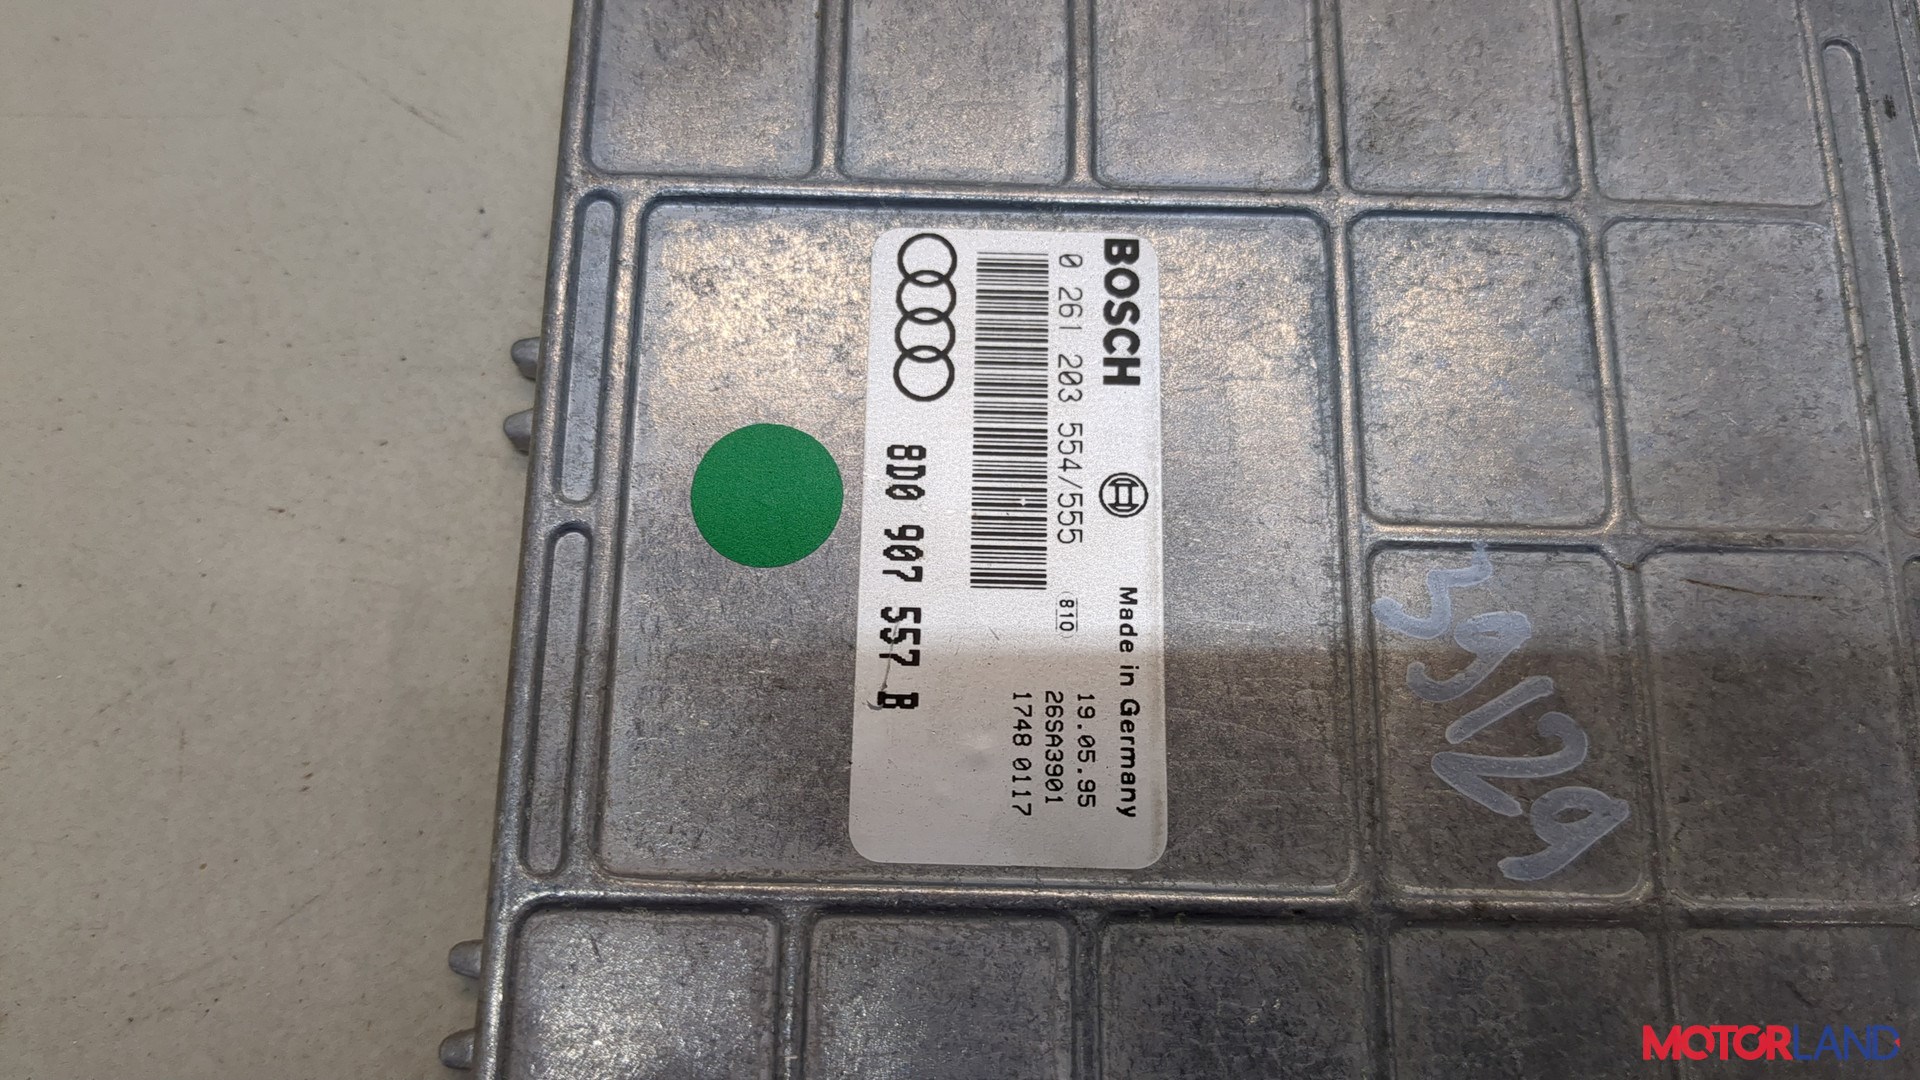 BOSCH
Made in Germany
0 261 203 554/555
810
19.05.95
26SA3901
1748 0117
8D0 907 557 B
59129
MOTORLAND